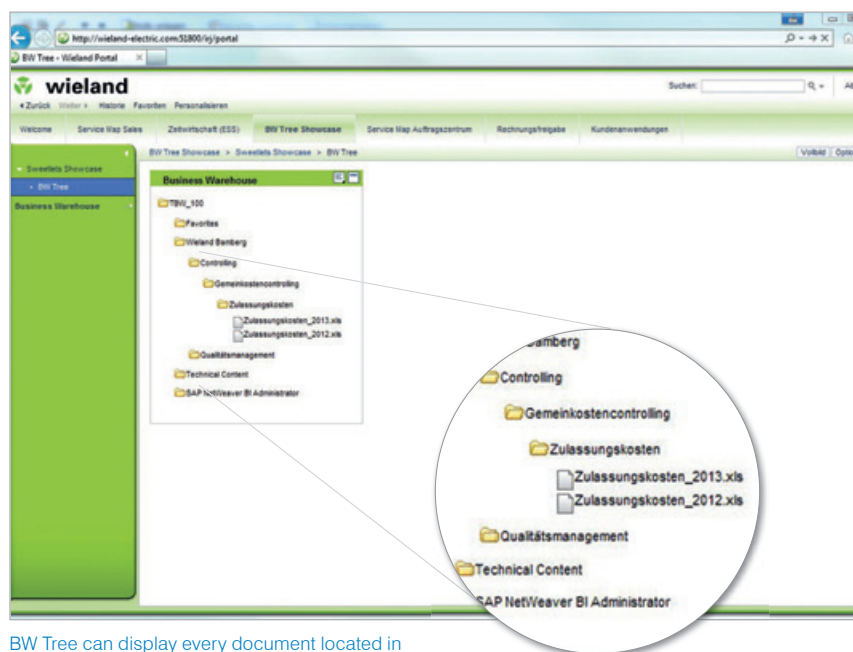 http://wieland-electric.com:51800/irj/portal
BW Tree - Wieland Portal
wieland
Suchen:
Zurück Weiter Historie Favoriten Personalisieren
Welcome Service Map Sales Zeitwirtschaft (ESS) BW Tree Showcase Service Map Auftragszentrum Rechnungsfreigabe Kundenanwendungen
BW Tree Showcase > Sweetlets Showcase > BW Tree
Vollbild
Sweetlets Showcase
BW Tree
Business Warehouse
Business Warehouse
TBW_100
Favorites
Wieland Bamberg
Controlling
Gemeinkostencontrolling
Zulassungskosten
Zulassungskosten_2013.xls
Zulassungskosten_2012.xls
Qualitätsmanagement
Technical Content
SAP NetWeaver BI Administrator
Bamberg
Controlling
Gemeinkostencontrolling
Zulassungskosten
Zulassungskosten_2013.xls
Zulassungskosten_2012.xls
Qualitätsmanagement
Technical Content
SAP NetWeaver BI Administrator
BW Tree can display every document located in